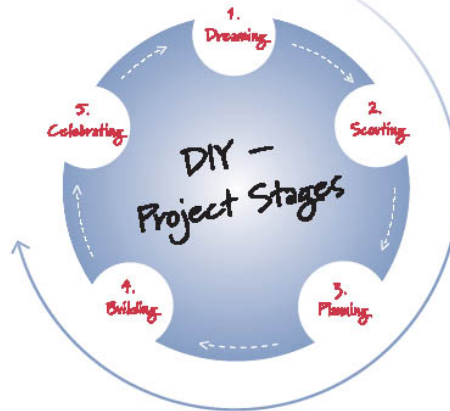 1.
Dreaming
2.
Scouting
3.
Planning
4.
Building
5.
Celebrating
DIY –
Project Stages